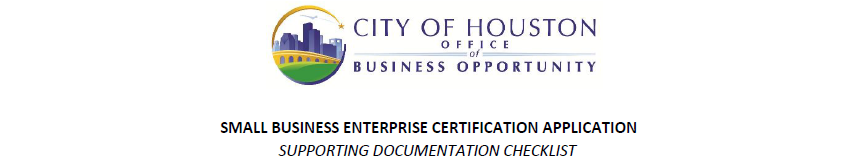 CITY OF HOUSTON
OFFICE
of
BUSINESS OPPORTUNITY
SMALL BUSINESS ENTERPRISE CERTIFICATION APPLICATION
SUPPORTING DOCUMENTATION CHECKLIST